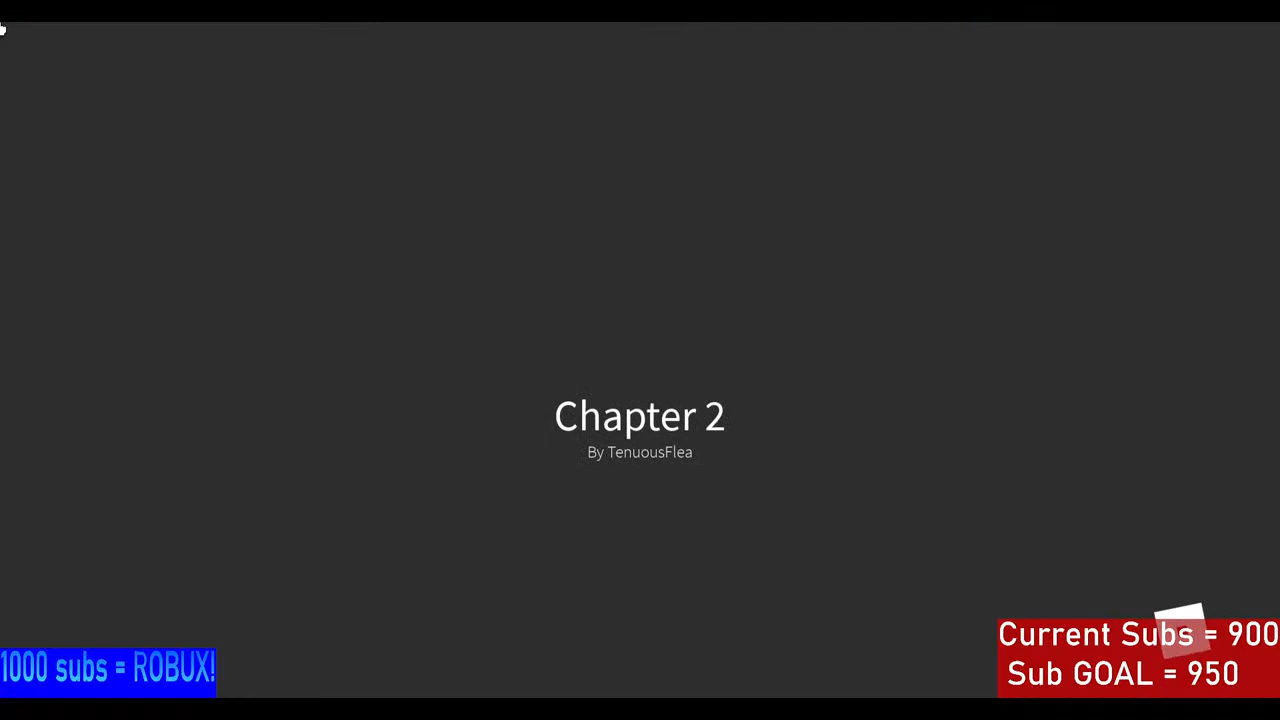 Chapter 2
By TenuousFlea
Current Subs = 900
Sub GOAL = 950
1000 subs = ROBUX!